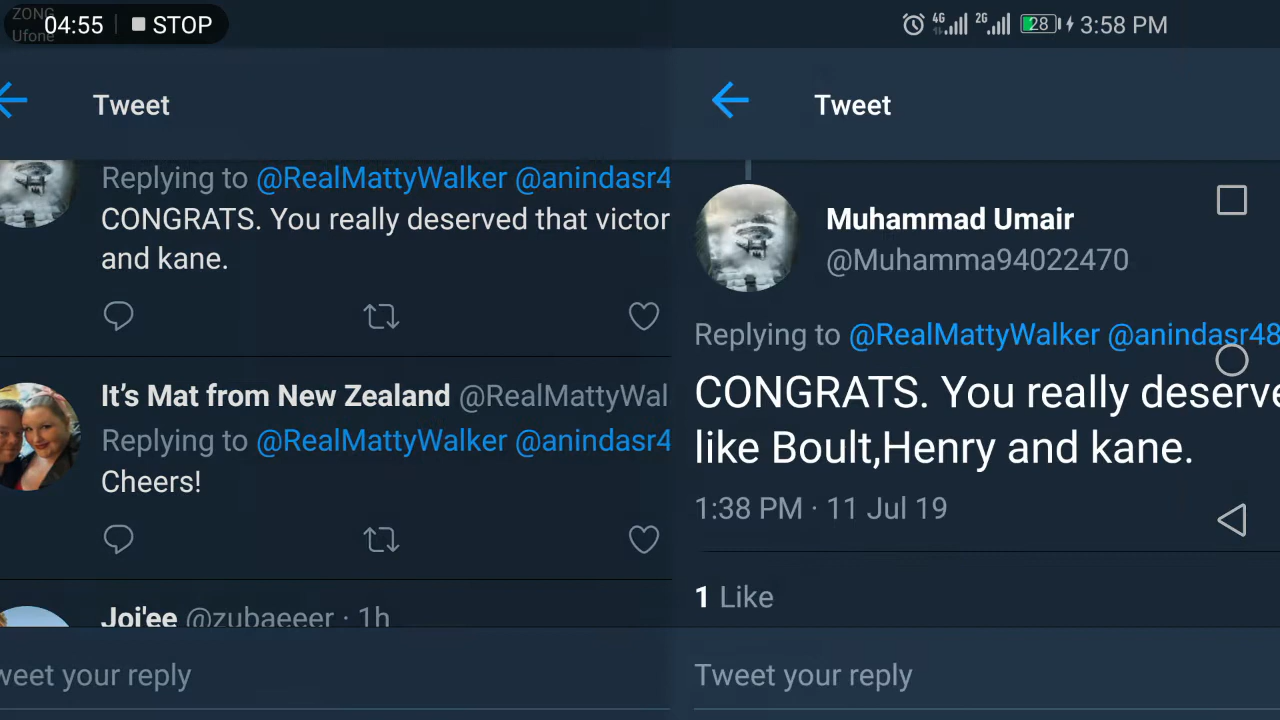 ZONG
Ufone
04:55 STOP
4G 2G 28 3:58 PM
Tweet
Replying to @RealMattyWalker @anindasr4
CONGRATS. You really deserved that victor
and kane.
It’s Mat from New Zealand @RealMattyWal
Replying to @RealMattyWalker @anindasr4
Cheers!
Joi'ee @zubaeeer · 1h
weet your reply
Tweet
Muhammad Umair
@Muhamma94022470
Replying to @RealMattyWalker @anindasr48
CONGRATS. You really deserve
like Boult,Henry and kane.
1:38 PM · 11 Jul 19
1 Like
Tweet your reply